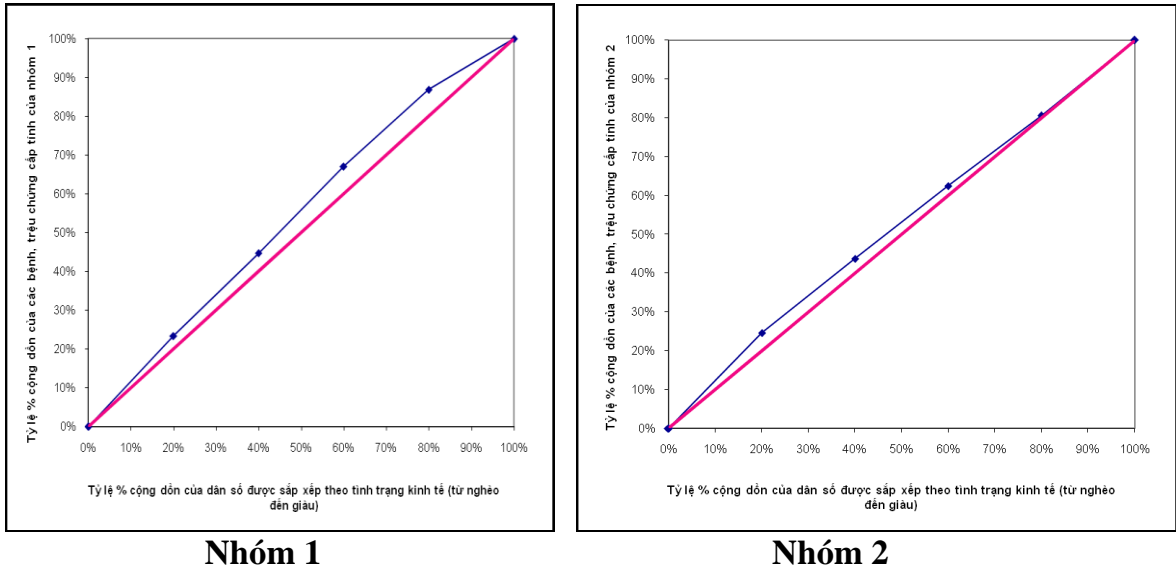 Tỷ lệ % cộng dồn của các bệnh, trệu chứng cấp tính của nhóm 1
100%
90%
80%
70%
60%
50%
40%
30%
20%
10%
0%
0% 10% 20% 30% 40% 50% 60% 70% 80% 90% 100%
Tỷ lệ % cộng dồn của dân số được sắp xếp theo tình trạng kinh tế (từ nghèo
đến giàu)
Nhóm 1
Tỷ lệ % cộng dồn của các bệnh, trệu chứng cấp tính của nhóm 2
100%
90%
80%
70%
60%
50%
40%
30%
20%
10%
0%
0% 10% 20% 30% 40% 50% 60% 70% 80% 90% 100%
Tỷ lệ % cộng dồn của dân số được sắp xếp theo tình trạng kinh tế (từ nghèo
đến giàu)
Nhóm 2